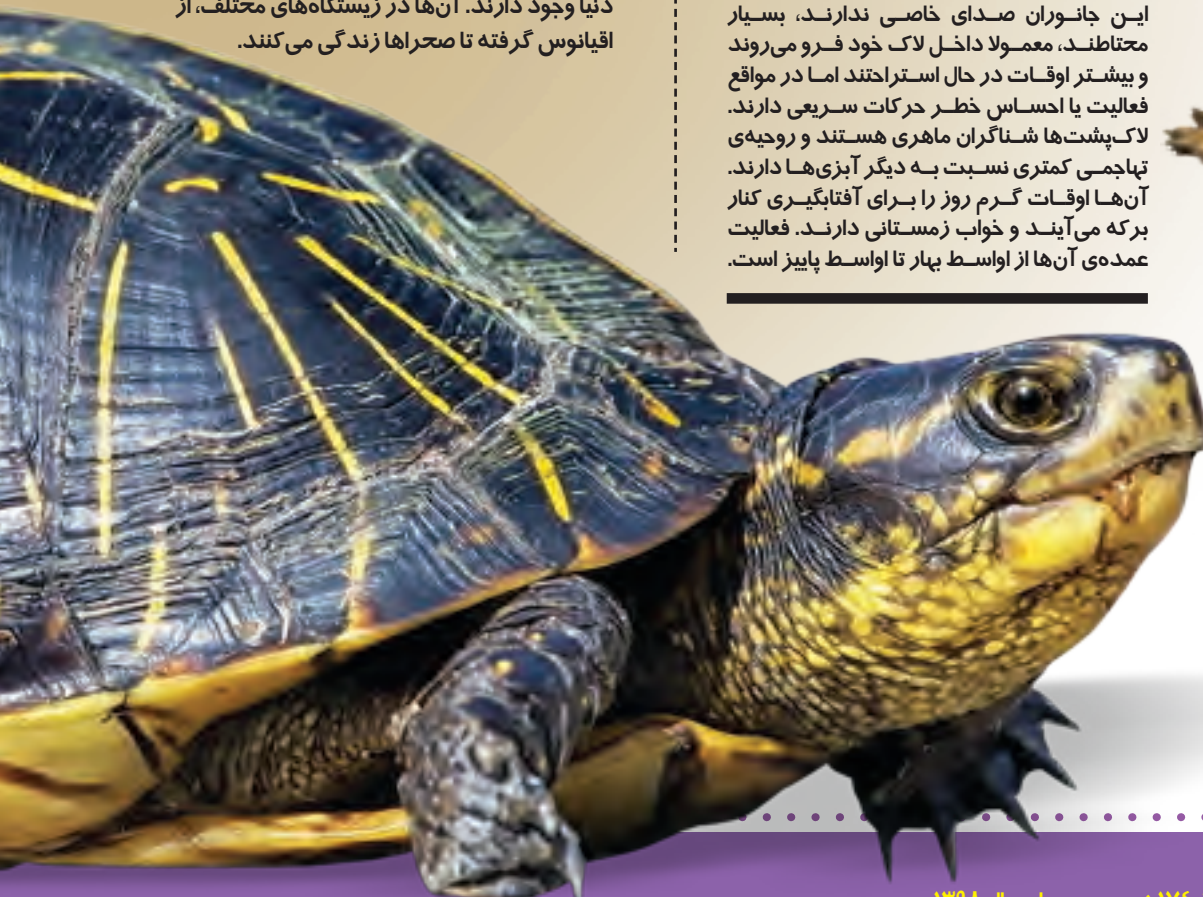 این جانوران صدای خاصی ندارند، بسیار
محتاطند، معمولا داخل لاک خود فرو می‌روند
و بیشتر اوقات در حال استراحتند اما در مواقع
فعالیت یا احساس خطر حرکات سریعی دارند.
لاک‌پشت‌ها شناگران ماهری هستند و روحیه‌ی
تهاجمی کمتری نسبت به دیگر آبزی‌ها دارند.
آن‌ها اوقات گرم روز را برای آفتابگیری کنار
برکه می‌آیند و خواب زمستانی دارند. فعالیت
عمده‌ی آن‌ها از اواسط بهار تا اواسط پاییز است.
دنیا وجود دارند. آن‌ها در زیستگاه‌های مختلف، از
اقیانوس گرفته تا صحراها زندگی می‌کنند.